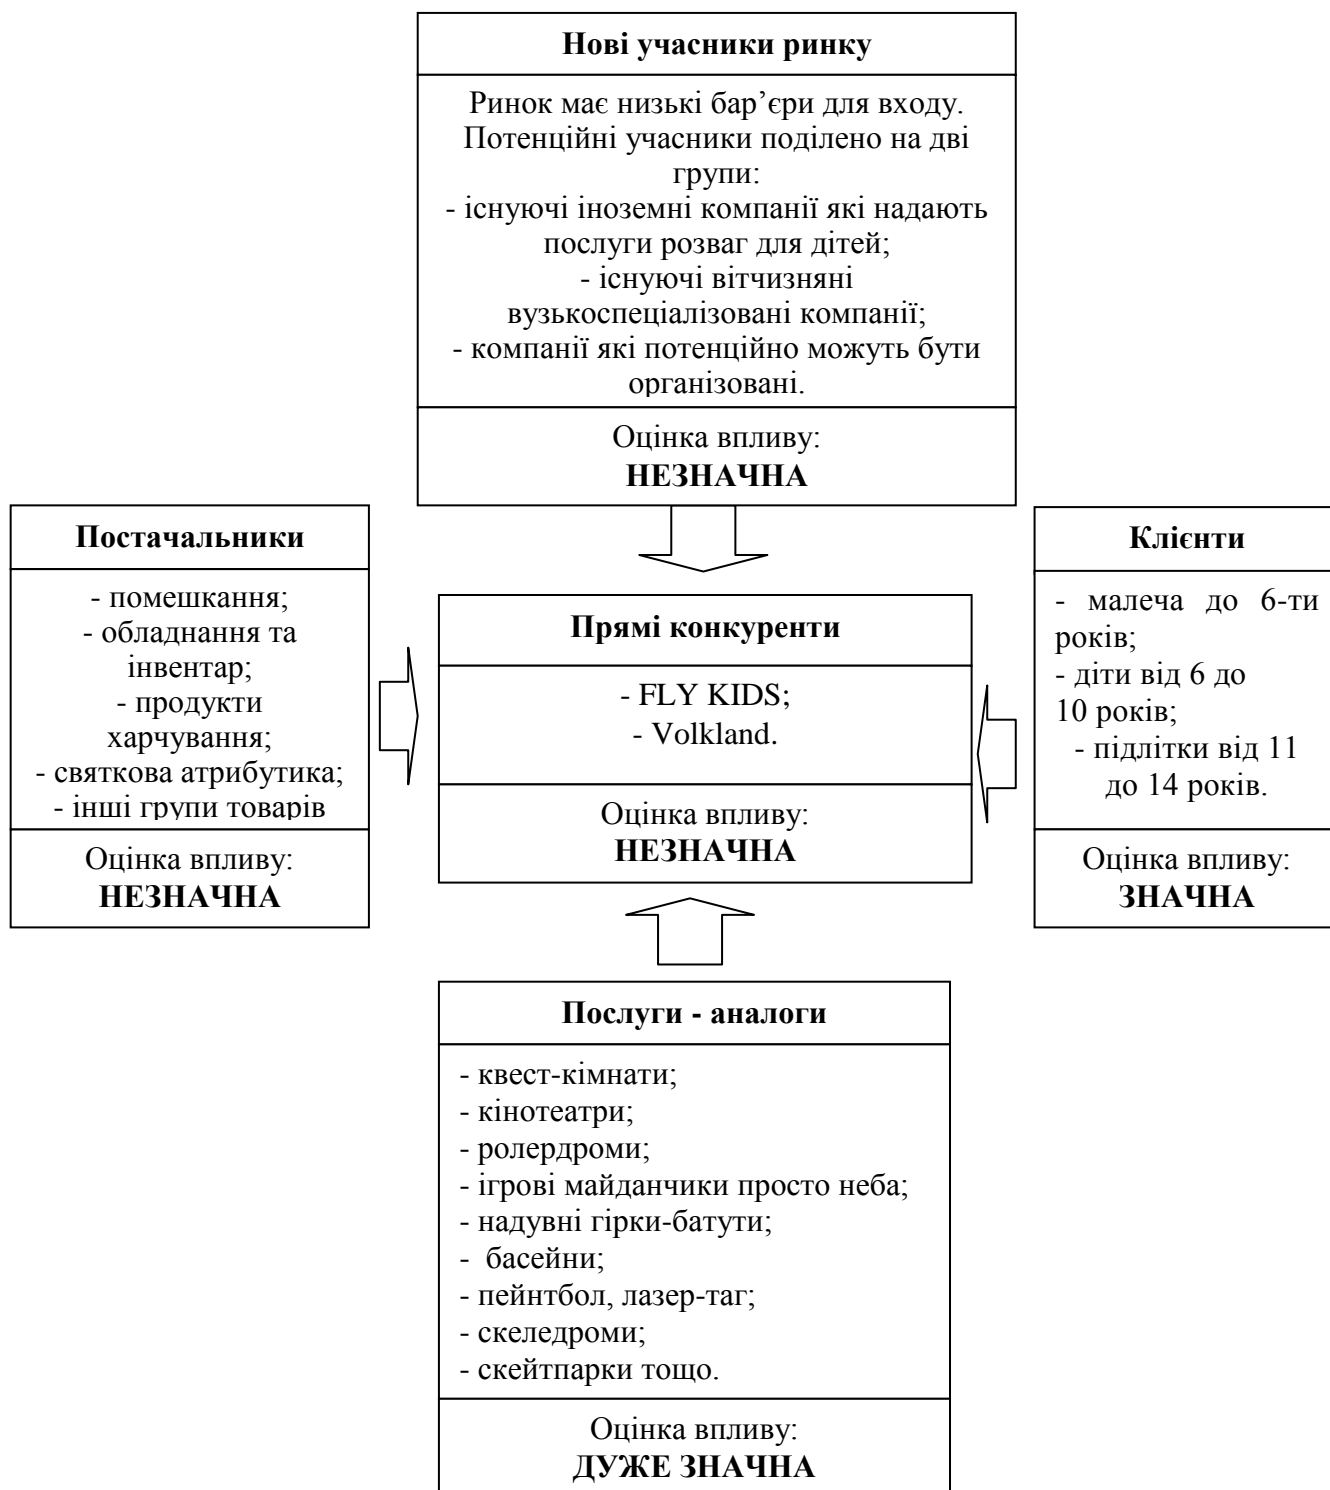 Нові учасники ринку
Ринок має низькі бар’єри для входу.
Потенційні учасники поділено на дві
групи:
- існуючі іноземні компанії які надають
послуги розваг для дітей;
- існуючі вітчизняні
вузькоспеціалізовані компанії;
- компанії які потенційно можуть бути
організовані.
Оцінка впливу:
НЕЗНАЧНА
Постачальники
- помешкання;
- обладнання та
інвентар;
- продукти
харчування;
- святкова атрибутика;
- інші групи товарів
Оцінка впливу:
НЕЗНАЧНА
Прямі конкуренти
- FLY KIDS;
- Volkland.
Оцінка впливу:
НЕЗНАЧНА
Клієнти
- малеча до 6-ти
років;
- діти від 6 до
10 років;
- підлітки від 11
до 14 років.
Оцінка впливу:
ЗНАЧНА
Послуги - аналоги
- квест-кімнати;
- кінотеатри;
- ролердроми;
- ігрові майданчики просто неба;
- надувні гірки-батути;
- басейни;
- пейнтбол, лазер-таг;
- скеледроми;
- скейтпарки тощо.
Оцінка впливу:
ДУЖЕ ЗНАЧНА